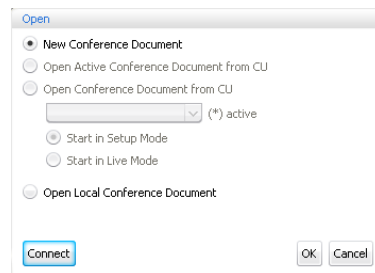 Open
New Conference Document
Open Active Conference Document from CU
Open Conference Document from CU
(*) active
Start in Setup Mode
Start in Live Mode
Open Local Conference Document
Connect OK Cancel